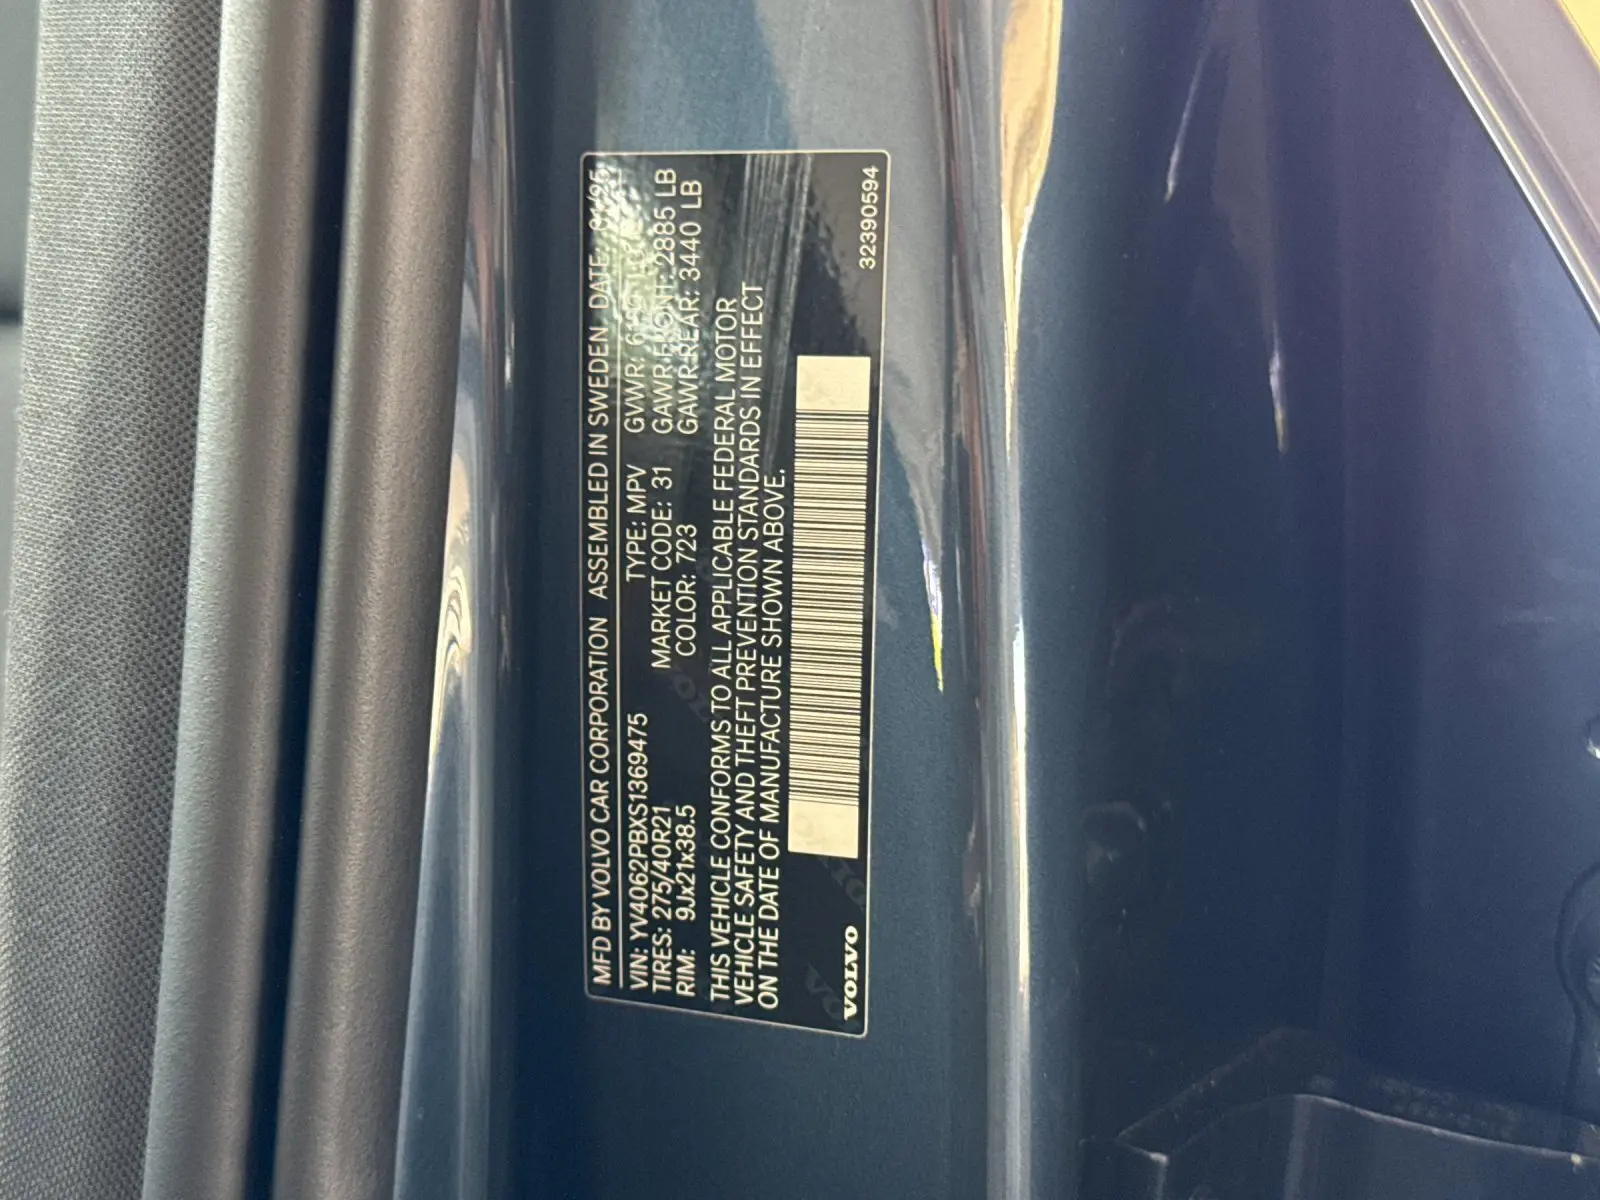 MFD BY VOLVO CAR CORPORATION ASSEMBLED IN SWEDEN DATE: 01/25
VIN: YV4062PBXS1369475 TYPE: MPV GVWR:
TIRES: 275/40R21 MARKET CODE: 31 GAWR FRONT: 2885 LB
RIM: 9Jx21x38.5 COLOR: 723 GAWR REAR: 3440 LB
THIS VEHICLE CONFORMS TO ALL APPLICABLE FEDERAL MOTOR
VEHICLE SAFETY AND THEFT PREVENTION STANDARDS IN EFFECT
ON THE DATE OF MANUFACTURE SHOWN ABOVE.
VOLVO
32390594